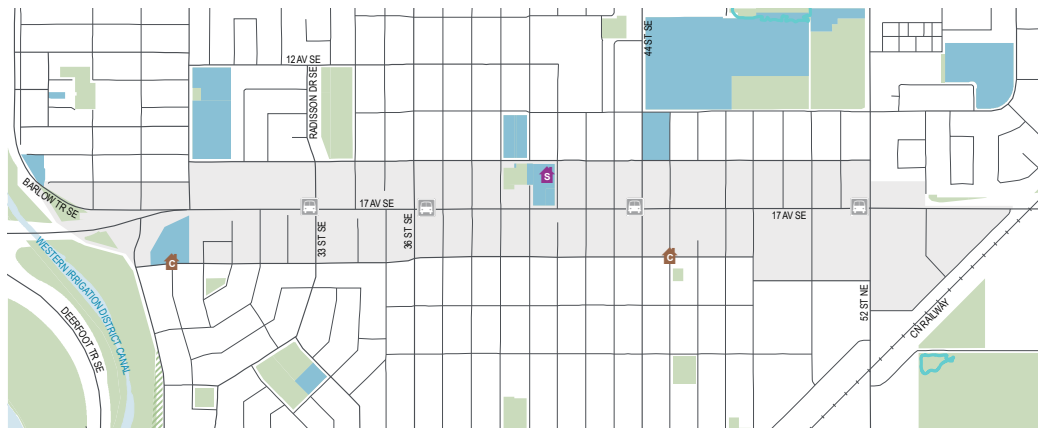 44 ST SE
12 AV SE
RADISSON DR SE
S
BARLOW TR SE
17 AV SE
17 AV SE
33 ST SE
36 ST SE
C
C
WESTERN IRRIGATION DISTRICT CANAL
DEERFOOT TR SE
52 ST NE
CN RAILWAY